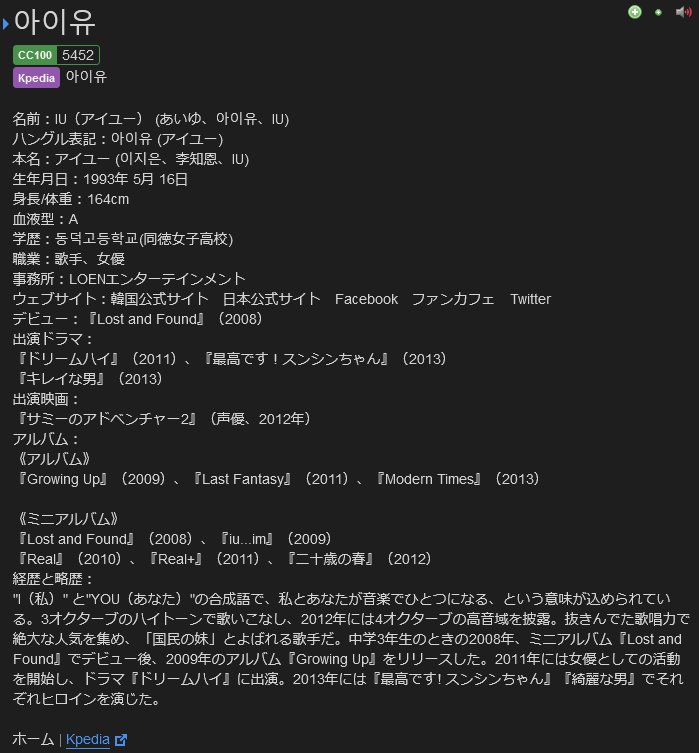 아이유
CC100 5452
Kpedia 아이유
名前：IU（アイユー） (あいゆ、아이유、IU)
ハングル表記：아이유 (アイユー)
本名：アイユー (이지은、李知恩、IU)
生年月日：1993年 5月 16日
身長/体重：164cm
血液型：A
学歴：동덕고등학교(同徳女子高校)
職業：歌手、女優
事務所：LOENエンターテインメント
ウェブサイト：韓国公式サイト　日本公式サイト　Facebook　ファンカフェ　Twitter
デビュー：『Lost and Found』（2008）
出演ドラマ：
『ドリームハイ』（2011）、『最高です！スンシンちゃん』（2013）
『キレイな男』（2013）
出演映画：
『サミーのアドベンチャー2』（声優、2012年）
アルバム：
《アルバム》
『Growing Up』（2009）、『Last Fantasy』（2011）、『Modern Times』（2013）
《ミニアルバム》
『Lost and Found』（2008）、『iu...im』（2009）
『Real』（2010）、『Real+』（2011）、『二十歳の春』（2012）
経歴と略歴：
"I（私）" と"YOU（あなた）"の合成語で、私とあなたが音楽でひとつになる、という意味が込められてい
る。3オクターブのハイトーンで歌いこなし、2012年には4オクターブの高音域を披露。抜きんでた歌唱力で
絶大な人気を集め、「国民の妹」とよばれる歌手だ。中学3年生のときの2008年、ミニアルバム『Lost and
Found』でデビュー後、2009年のアルバム『Growing Up』をリリースした。2011年には女優としての活動
を開始し、ドラマ『ドリームハイ』に出演。2013年には『最高です! スンシンちゃん』『綺麗な男』でそれ
ぞれヒロインを演じた。
ホーム | Kpedia